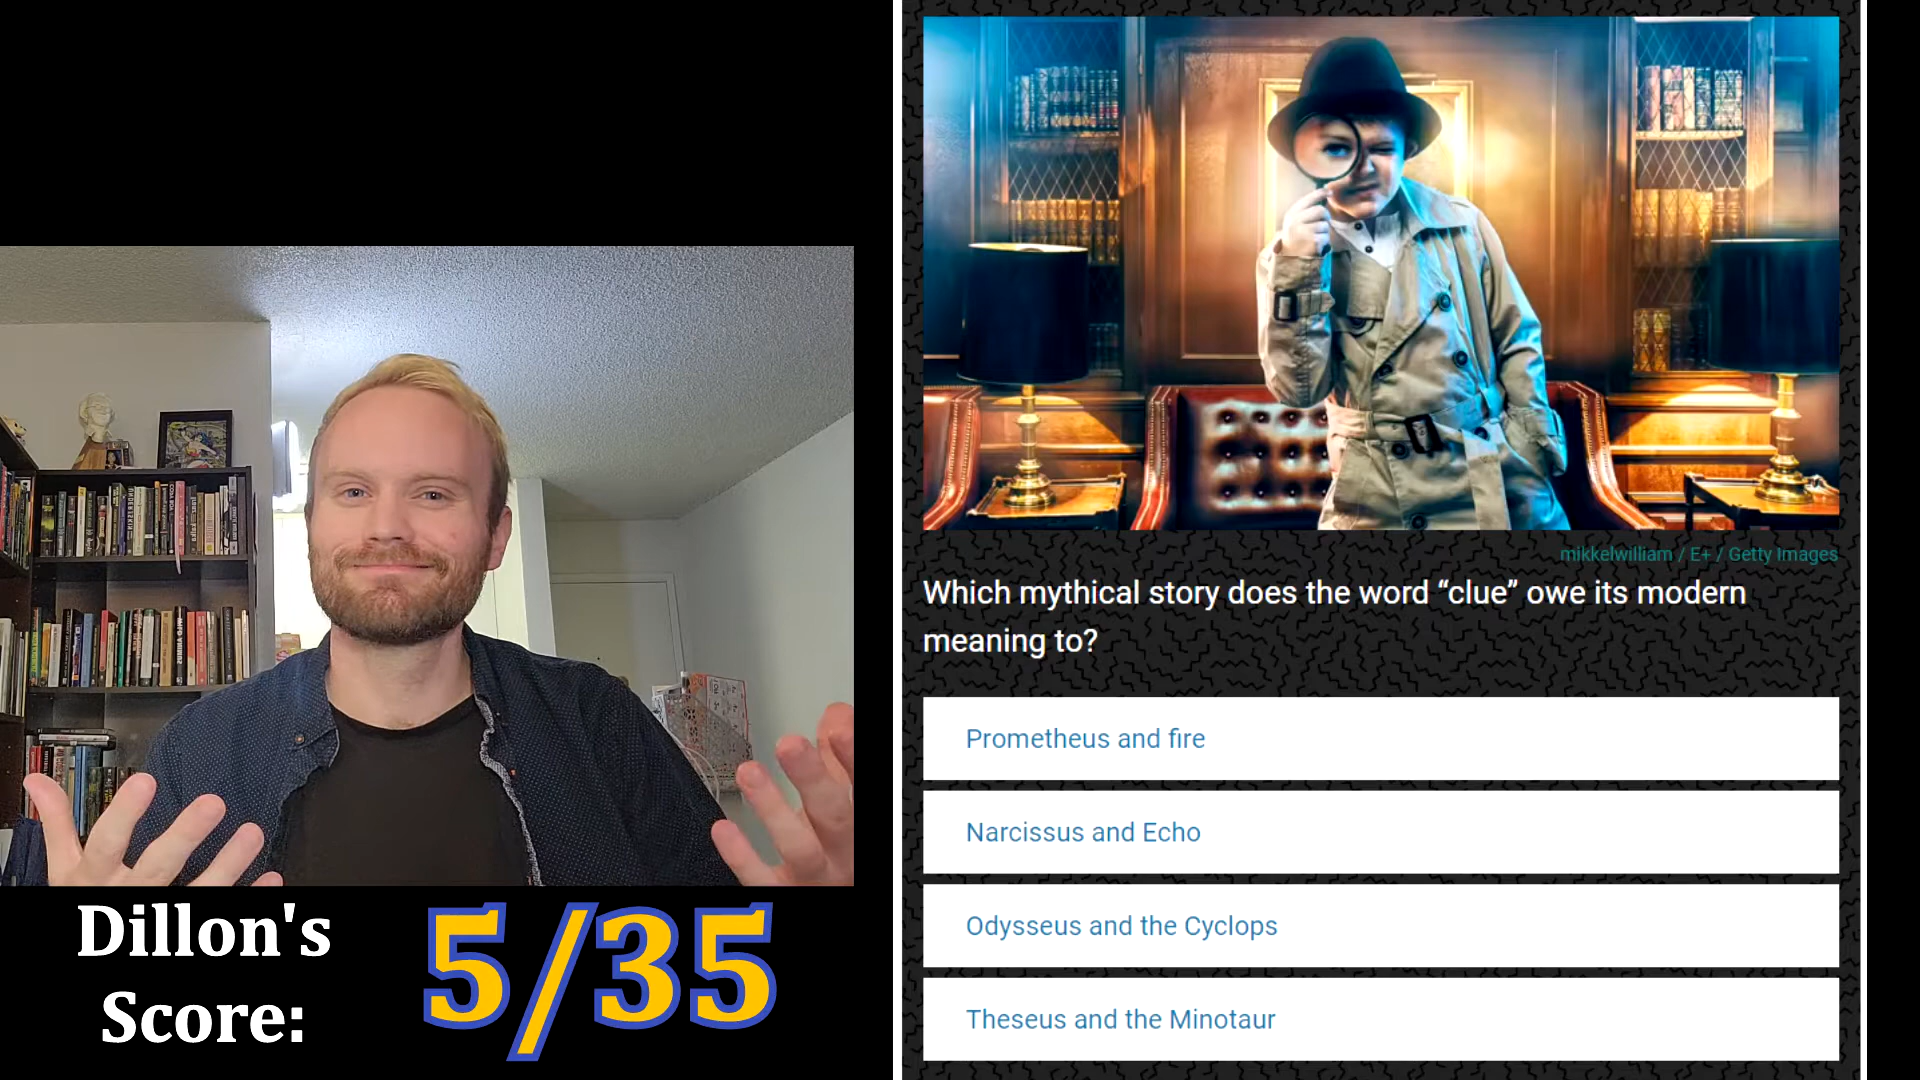 mikkelwilliam / E+ / Getty Images
Which mythical story does the word “clue” owe its modern
meaning to?
Prometheus and fire
Narcissus and Echo
Odysseus and the Cyclops
Theseus and the Minotaur
Dillon's
Score:
5/35